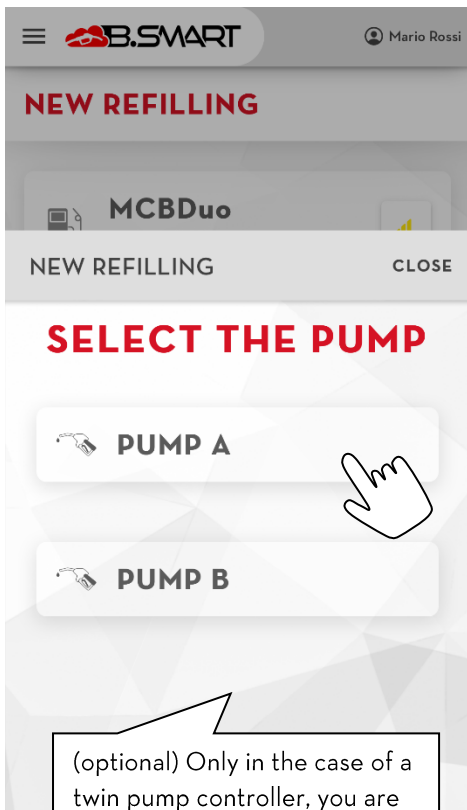 B.SMART
Mario Rossi
NEW REFILLING
MCBDuo
NEW REFILLING
CLOSE
SELECT THE PUMP
PUMP A
PUMP B
(optional) Only in the case of a
twin pump controller, you are